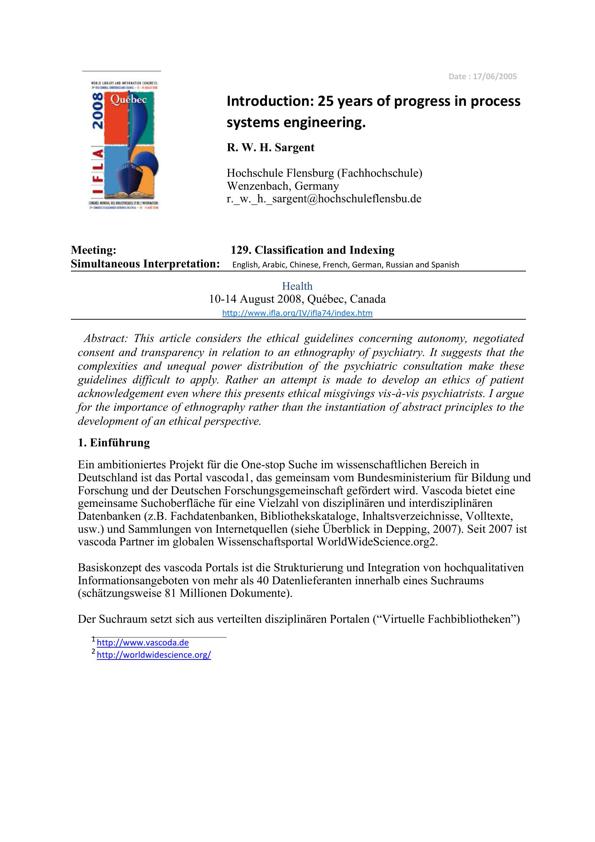 Date : 17/06/2005
WORLD LIBRARY AND INFORMATION CONGRESS:
2008
Québec
IFLA
Introduction: 25 years of progress in process
systems engineering.
R. W. H. Sargent
Hochschule Flensburg (Fachhochschule)
Wenzenbach, Germany
r._w._h._sargent@hochschuleflensbu.de
Meeting: 129. Classification and Indexing
Simultaneous Interpretation: English, Arabic, Chinese, French, German, Russian and Spanish
Health
10-14 August 2008, Québec, Canada
http://www.ifla.org/IV/ifla74/index.htm
Abstract: This article considers the ethical guidelines concerning autonomy, negotiated
consent and transparency in relation to an ethnography of psychiatry. It suggests that the
complexities and unequal power distribution of the psychiatric consultation make these
guidelines difficult to apply. Rather an attempt is made to develop an ethics of patient
acknowledgement even where this presents ethical misgivings vis-à-vis psychiatrists. I argue
for the importance of ethnography rather than the instantiation of abstract principles to the
development of an ethical perspective.
1. Einführung
Ein ambitioniertes Projekt für die One-stop Suche im wissenschaftlichen Bereich in
Deutschland ist das Portal vascoda1, das gemeinsam vom Bundesministerium für Bildung und
Forschung und der Deutschen Forschungsgemeinschaft gefördert wird. Vascoda bietet eine
gemeinsame Suchoberfläche für eine Vielzahl von disziplinären und interdisziplinären
Datenbanken (z.B. Fachdatenbanken, Bibliothekskataloge, Inhaltsverzeichnisse, Volltexte,
usw.) und Sammlungen von Internetquellen (siehe Überblick in Depping, 2007). Seit 2007 ist
vascoda Partner im globalen Wissenschaftsportal WorldWideScience.org2.
Basiskonzept des vascoda Portals ist die Strukturierung und Integration von hochqualitativen
Informationsangeboten von mehr als 40 Datenlieferanten innerhalb eines Suchraums
(schätzungsweise 81 Millionen Dokumente).
Der Suchraum setzt sich aus verteilten disziplinären Portalen (“Virtuelle Fachbibliotheken”)
1 http://www.vascoda.de
2 http://worldwidescience.org/